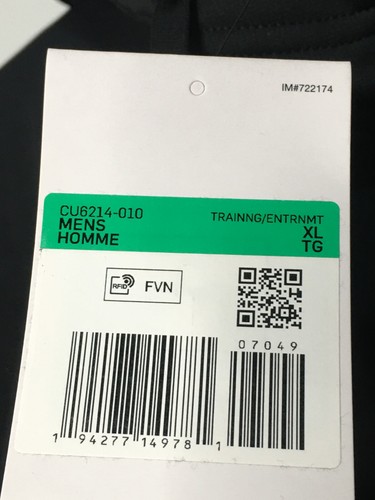 IM#722174
CU6214-010
MENS
HOMME
TRAINNG/ENTRNMT
XL
TG
RFID FVN
07049
1 94277 14978 1